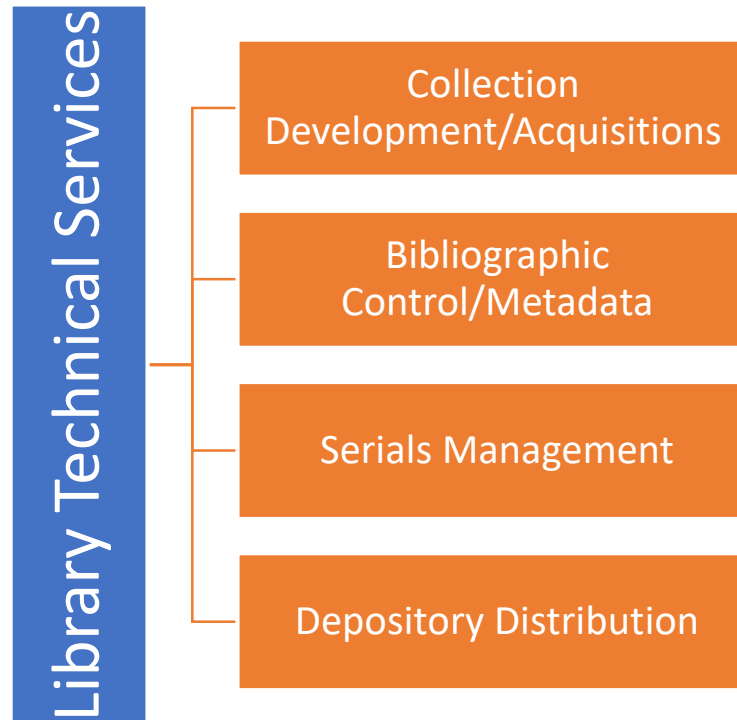 Library Technical Services
Collection
Development/Acquisitions
Bibliographic
Control/Metadata
Serials Management
Depository Distribution